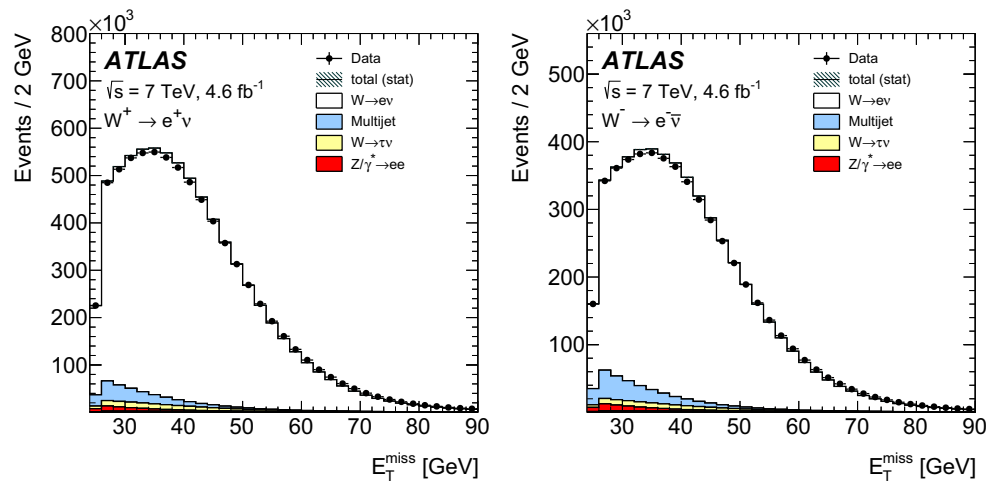 ×10³
Events / 2 GeV
800
700
600
500
400
300
200
100
ATLAS
√s = 7 TeV, 4.6 fb⁻¹
W⁺ → e⁺ν
Data
total (stat)
W→eν
Multijet
W→τν
Z/γ*→ee
30 40 50 60 70 80 90
E_T^miss [GeV]
×10³
Events / 2 GeV
500
400
300
200
100
ATLAS
√s = 7 TeV, 4.6 fb⁻¹
W⁻ → e⁻ν̄
Data
total (stat)
W→eν
Multijet
W→τν
Z/γ*→ee
30 40 50 60 70 80 90
E_T^miss [GeV]